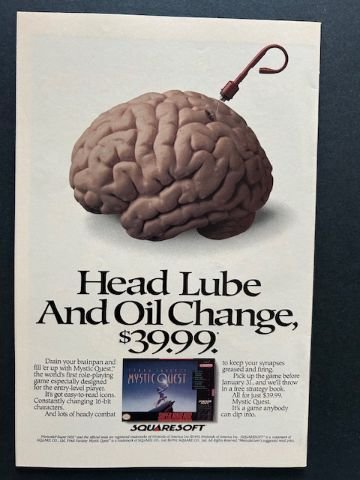 Head Lube
And Oil Change,
$39.99.*
Drain your brainpan and
fill 'er up with Mystic Quest,™
the world's first role-playing
game especially designed
for the entry-level player.
It's got easy-to-read icons.
Constantly changing 16-bit
characters.
And lots of heady combat
FINAL FANTASY
MYSTIC QUEST
to keep your synapses
greased and firing.
Pick up the game before
January 31, and we'll throw
in a free strategy book.
All for just $39.99.
Mystic Quest.
It's a game anybody
can dip into.
SQUARESOFT